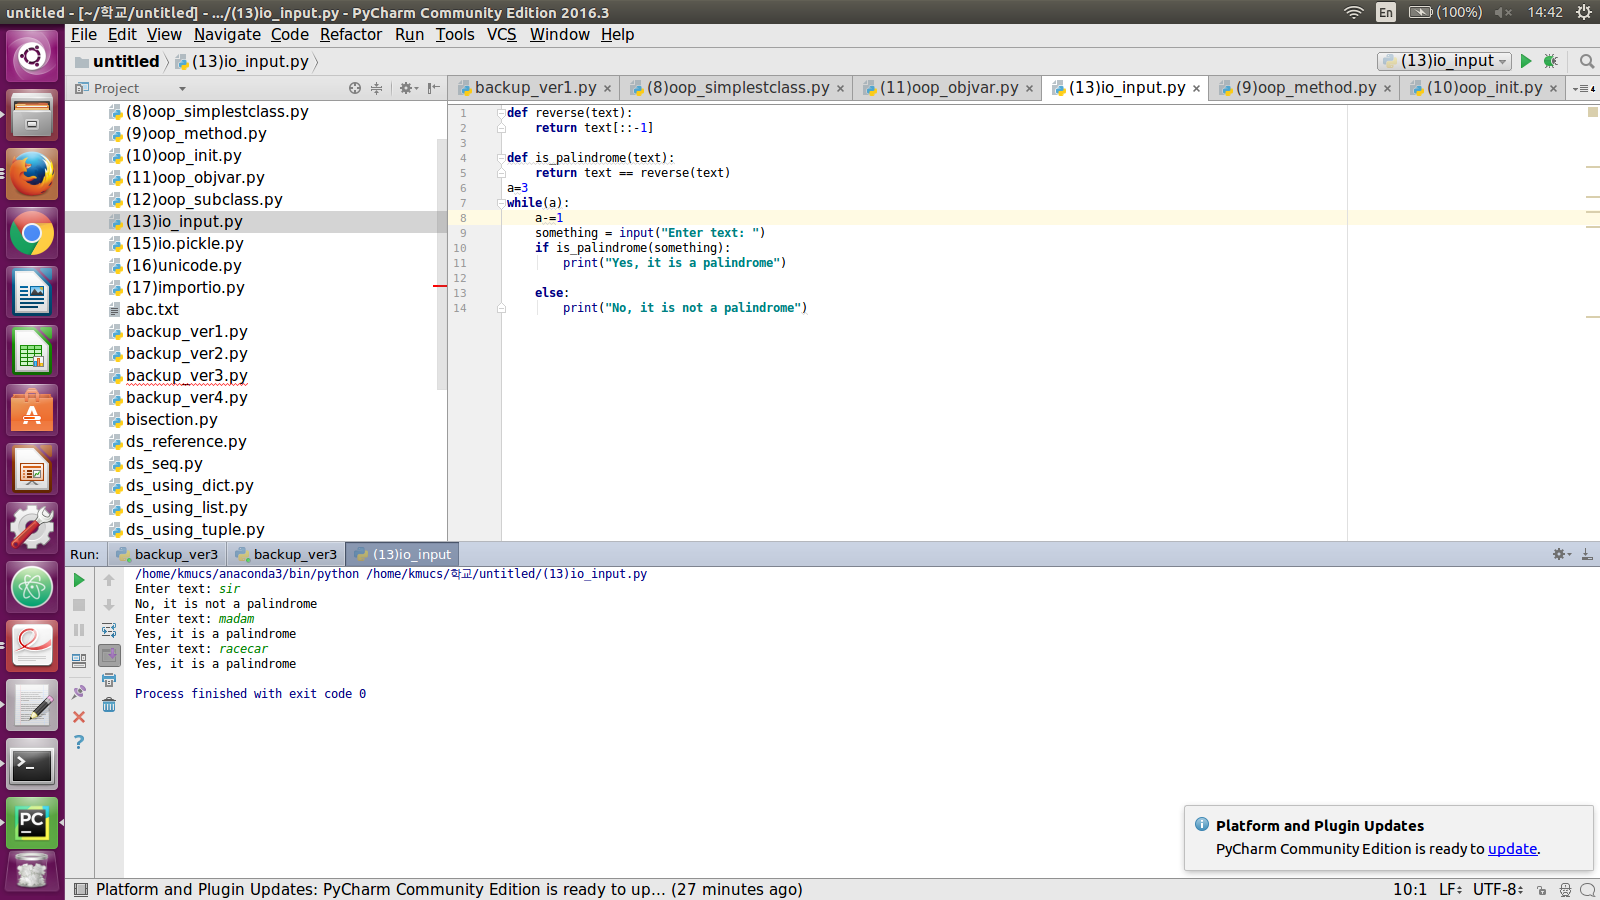 untitled - [~/학교/untitled] - .../(13)io_input.py - PyCharm Community Edition 2016.3
En (100%) 14:42
File Edit View Navigate Code Refactor Run Tools VCS Window Help
untitled (13)io_input.py (13)io_input
Project
backup_ver1.py (8)oop_simplestclass.py (11)oop_objvar.py (13)io_input.py (9)oop_method.py (10)oop_init.py 4
(8)oop_simplestclass.py
(9)oop_method.py
(10)oop_init.py
(11)oop_objvar.py
(12)oop_subclass.py
(13)io_input.py
(15)io.pickle.py
(16)unicode.py
(17)importio.py
abc.txt
backup_ver1.py
backup_ver2.py
backup_ver3.py
backup_ver4.py
bisection.py
ds_reference.py
ds_seq.py
ds_using_dict.py
ds_using_list.py
ds_using_tuple.py
1 def reverse(text):
2 return text[::-1]
3
4 def is_palindrome(text):
5 return text == reverse(text)
6 a=3
7 while(a):
8 a-=1
9 something = input("Enter text: ")
10 if is_palindrome(something):
11 print("Yes, it is a palindrome")
12
13 else:
14 print("No, it is not a palindrome")
Run: backup_ver3 backup_ver3 (13)io_input
/home/kmucs/anaconda3/bin/python /home/kmucs/학교/untitled/(13)io_input.py
Enter text: sir
No, it is not a palindrome
Enter text: madam
Yes, it is a palindrome
Enter text: racecar
Yes, it is a palindrome
Process finished with exit code 0
PC
Platform and Plugin Updates
PyCharm Community Edition is ready to update.
Platform and Plugin Updates: PyCharm Community Edition is ready to up... (27 minutes ago)
10:1 LF UTF-8